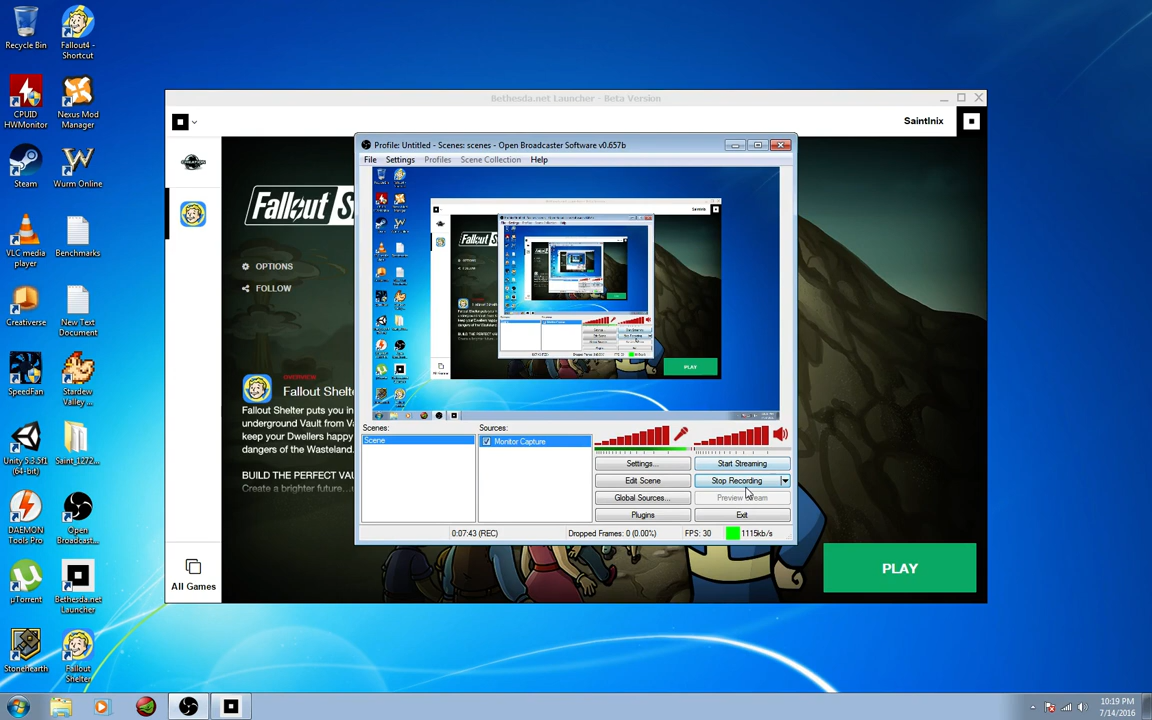 Recycle Bin
Fallout4 -
Shortcut
CPUID
HWMonitor
Nexus Mod
Manager
Steam
Wurm Online
VLC media
player
Benchmarks
Creativerse
New Text
Document
SpeedFan
Stardew
Valley ...
Unity 5.3.5f1
(64-bit)
Saint_1272...
DAEMON
Tools Pro
Open
Broadcast...
µTorrent
Bethesda.net
Launcher
Stonehearth
Fallout
Shelter
Bethesda.net Launcher - Beta Version
SaintInix
CREATION
Fallout S
OPTIONS
FOLLOW
OVERVIEW
Fallout Shelte
Fallout Shelter puts you in
underground Vault from Va
keep your Dwellers happy
dangers of the Wasteland.
BUILD THE PERFECT VAU
Create a brighter future...u
All Games
PLAY
Profile: Untitled - Scenes: scenes - Open Broadcaster Software v0.657b
File Settings Profiles Scene Collection Help
PLAY
Scenes:
Scene
Sources:
Monitor Capture
Settings...
Start Streaming
Edit Scene
Stop Recording
Global Sources...
Preview Stream
Plugins
Exit
0:07:43 (REC)
Dropped Frames: 0 (0.00%)
FPS: 30
1115kb/s
10:19 PM
7/14/2016